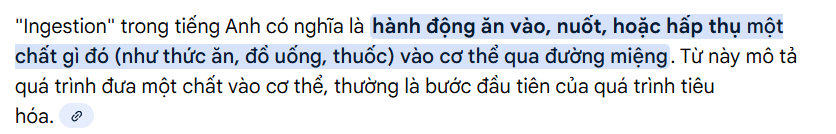 "Ingestion" trong tiếng Anh có nghĩa là hành động ăn vào, nuốt, hoặc hấp thụ một
chất gì đó (như thức ăn, đồ uống, thuốc) vào cơ thể qua đường miệng. Từ này mô tả
quá trình đưa một chất vào cơ thể, thường là bước đầu tiên của quá trình tiêu
hóa.